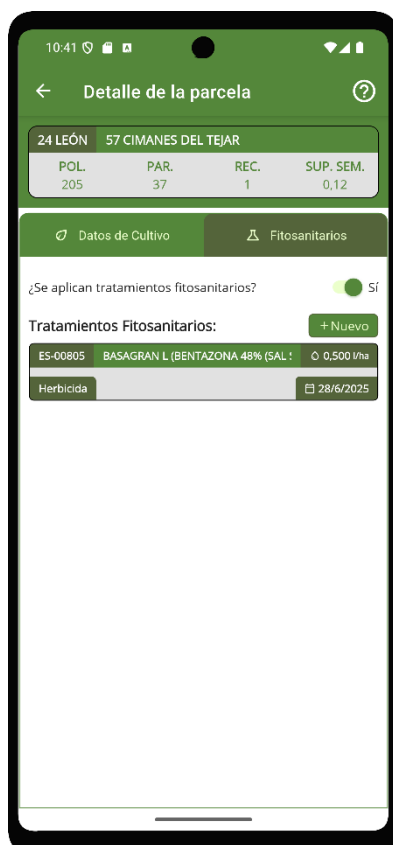 10:41
Detalle de la parcela
24 LEÓN 57 CIMANES DEL TEJAR
POL. PAR. REC. SUP. SEM.
205 37 1 0,12
Datos de Cultivo Fitosanitarios
¿Se aplican tratamientos fitosanitarios? Sí
Tratamientos Fitosanitarios: +Nuevo
ES-00805 BASAGRAN L (BENTAZONA 48% (SAL 0,500 l/ha
Herbicida 28/6/2025